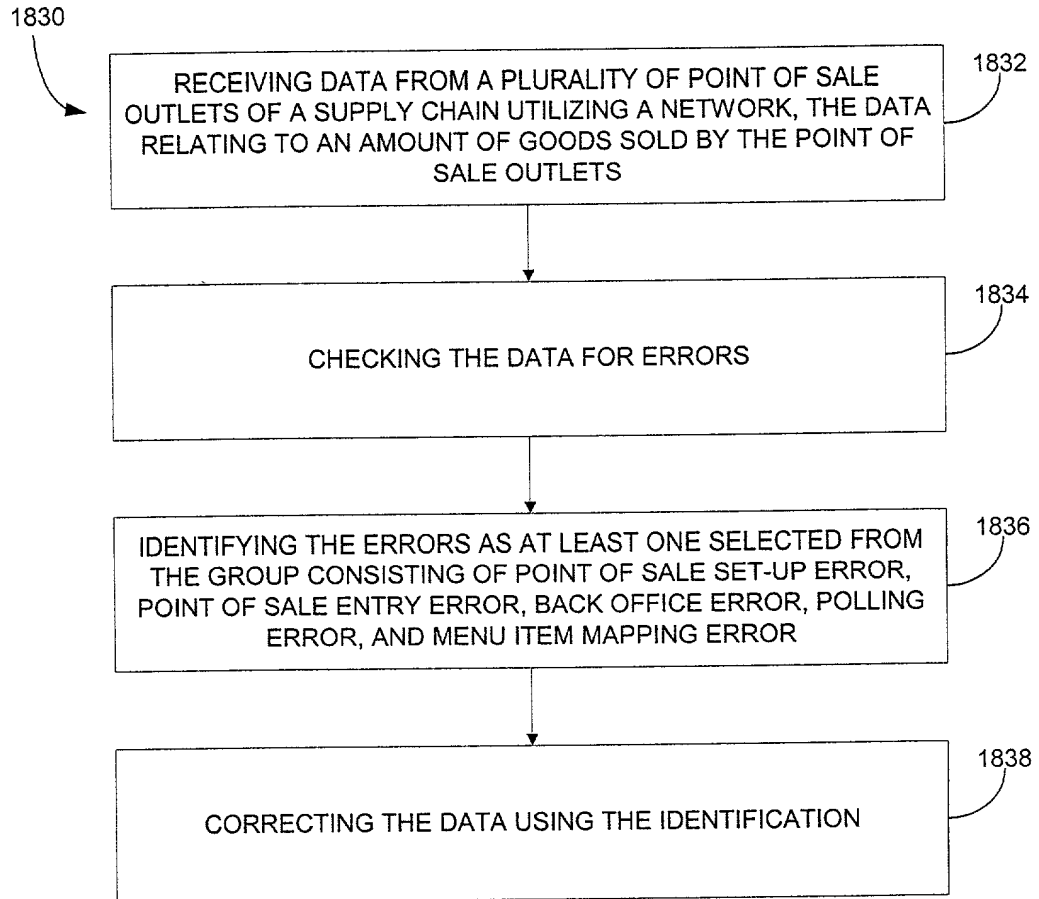 1830
RECEIVING DATA FROM A PLURALITY OF POINT OF SALE
OUTLETS OF A SUPPLY CHAIN UTILIZING A NETWORK, THE DATA
RELATING TO AN AMOUNT OF GOODS SOLD BY THE POINT OF
SALE OUTLETS
1832
CHECKING THE DATA FOR ERRORS
1834
IDENTIFYING THE ERRORS AS AT LEAST ONE SELECTED FROM
THE GROUP CONSISTING OF POINT OF SALE SET-UP ERROR,
POINT OF SALE ENTRY ERROR, BACK OFFICE ERROR, POLLING
ERROR, AND MENU ITEM MAPPING ERROR
1836
CORRECTING THE DATA USING THE IDENTIFICATION
1838